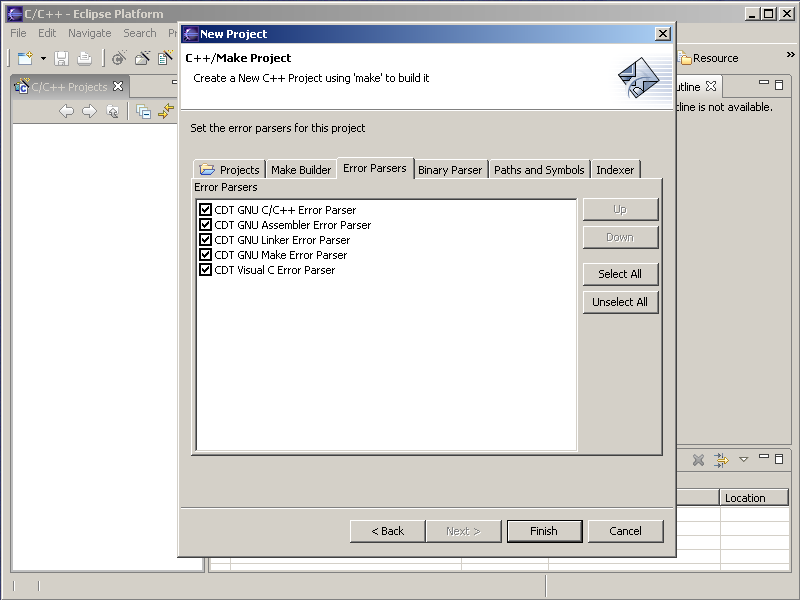 C/C++ - Eclipse Platform
File Edit Navigate Search
New Project
C++/Make Project
Create a New C++ Project using 'make' to build it
Resource
C/C++ Projects
utline
line is not available.
Set the error parsers for this project
Projects Make Builder Error Parsers Binary Parser Paths and Symbols Indexer
Error Parsers
CDT GNU C/C++ Error Parser
CDT GNU Assembler Error Parser
CDT GNU Linker Error Parser
CDT GNU Make Error Parser
CDT Visual C Error Parser
Up
Down
Select All
Unselect All
Location
< Back Next > Finish Cancel